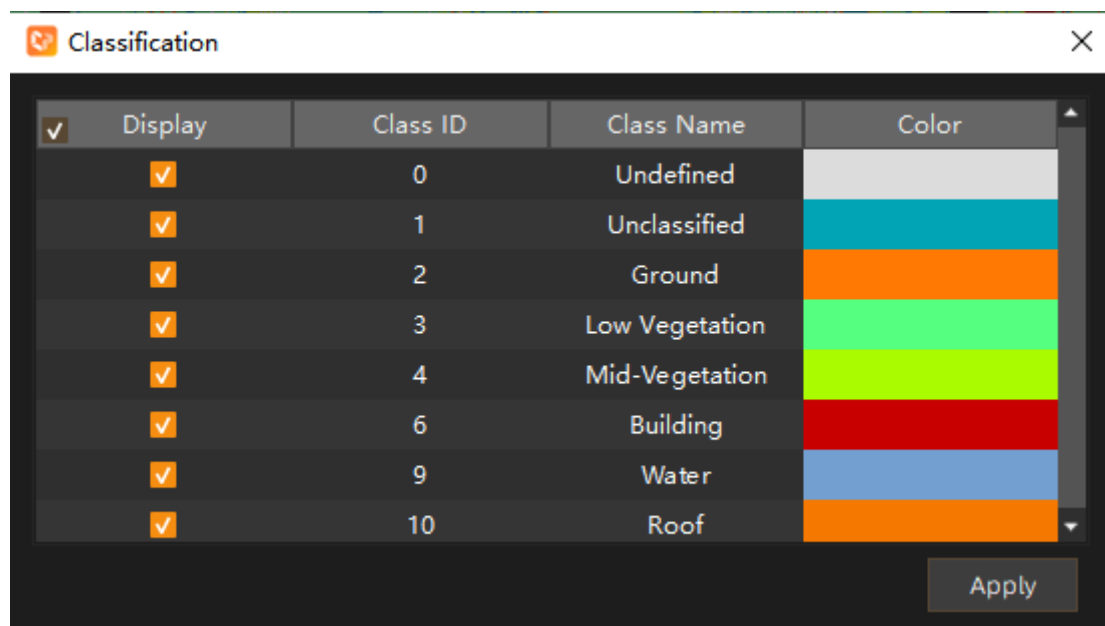 Classification
Display Class ID Class Name Color
0 Undefined
1 Unclassified
2 Ground
3 Low Vegetation
4 Mid-Vegetation
6 Building
9 Water
10 Roof
Apply